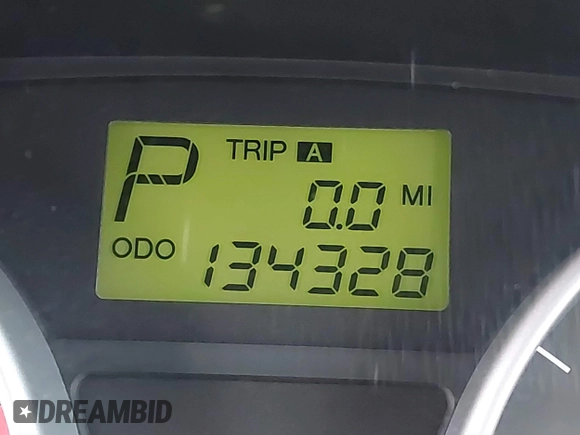 P
TRIP A
0.0 MI
ODO 134328
DREAMBID